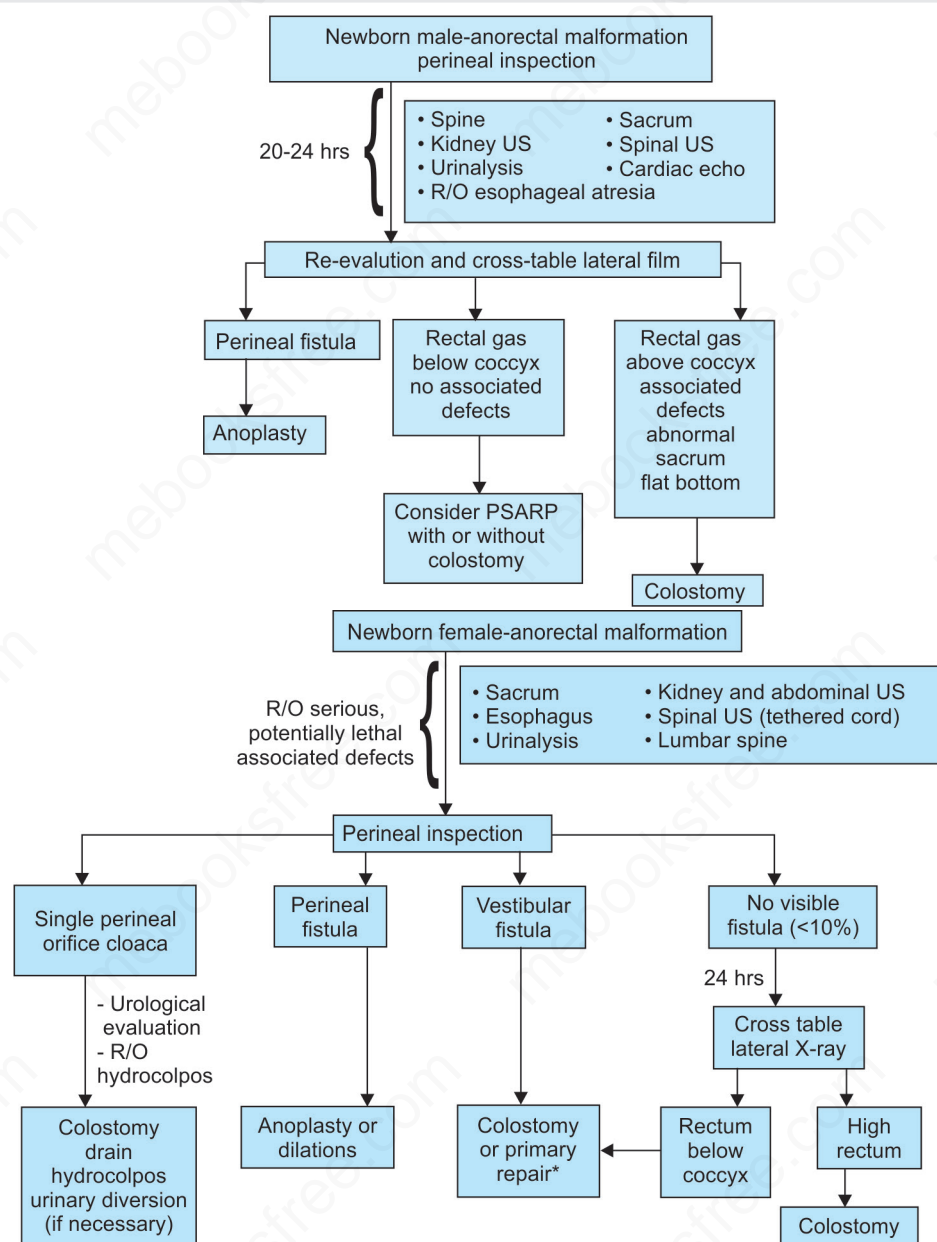 Newborn male-anorectal malformation
perineal inspection
20-24 hrs
• Spine
• Kidney US
• Urinalysis
• R/O esophageal atresia
• Sacrum
• Spinal US
• Cardiac echo
Re-evalution and cross-table lateral film
Perineal fistula
Anoplasty
Rectal gas
below coccyx
no associated
defects
Consider PSARP
with or without
colostomy
Rectal gas
above coccyx
associated
defects
abnormal
sacrum
flat bottom
Colostomy
Newborn female-anorectal malformation
R/O serious,
potentially lethal
associated defects
• Sacrum
• Esophagus
• Urinalysis
• Kidney and abdominal US
• Spinal US (tethered cord)
• Lumbar spine
Perineal inspection
Single perineal
orifice cloaca
- Urological
evaluation
- R/O
hydrocolpos
Colostomy
drain
hydrocolpos
urinary diversion
(if necessary)
Perineal
fistula
Anoplasty or
dilations
Vestibular
fistula
Colostomy
or primary
repair*
No visible
fistula (<10%)
24 hrs
Cross table
lateral X-ray
Rectum
below
coccyx
High
rectum
Colostomy
mebooksfree.com